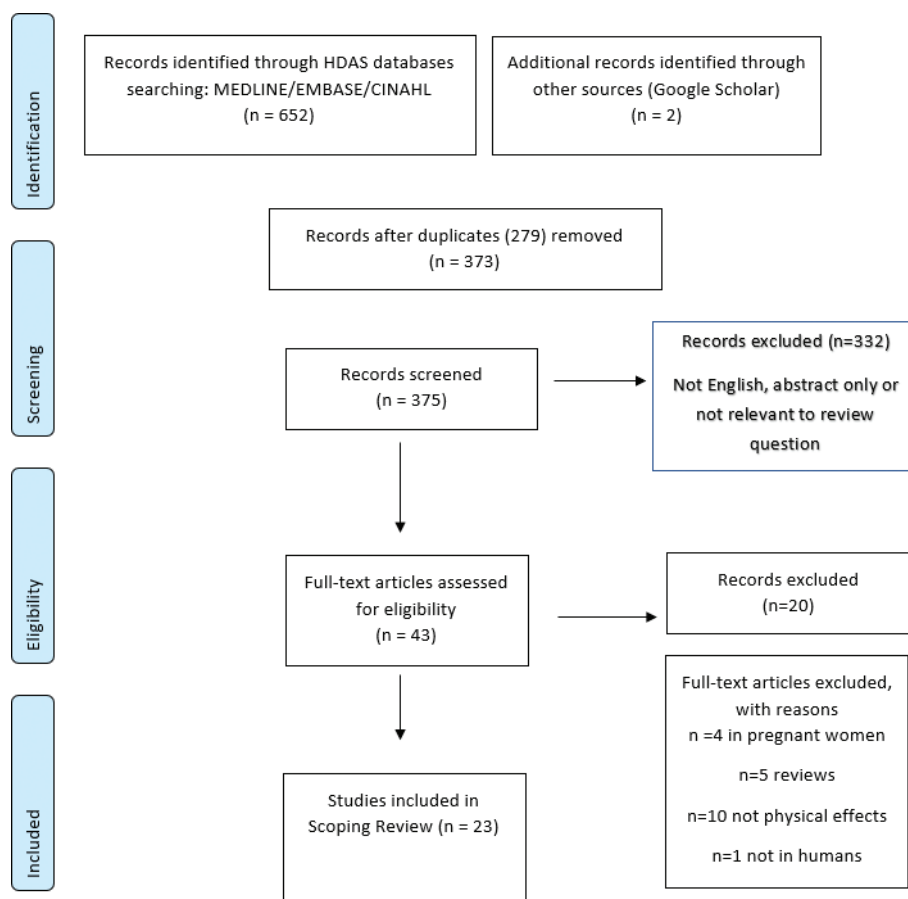 Identification
Records identified through HDAS databases
searching: MEDLINE/EMBASE/CINAHL
(n = 652)
Additional records identified through
other sources (Google Scholar)
(n = 2)
Records after duplicates (279) removed
(n = 373)
Screening
Records screened
(n = 375)
Records excluded (n=332)
Not English, abstract only or
not relevant to review
question
Eligibility
Full-text articles assessed
for eligibility
(n = 43)
Records excluded
(n=20)
Full-text articles excluded,
with reasons
n =4 in pregnant women
n=5 reviews
n=10 not physical effects
n=1 not in humans
Included
Studies included in
Scoping Review (n = 23)